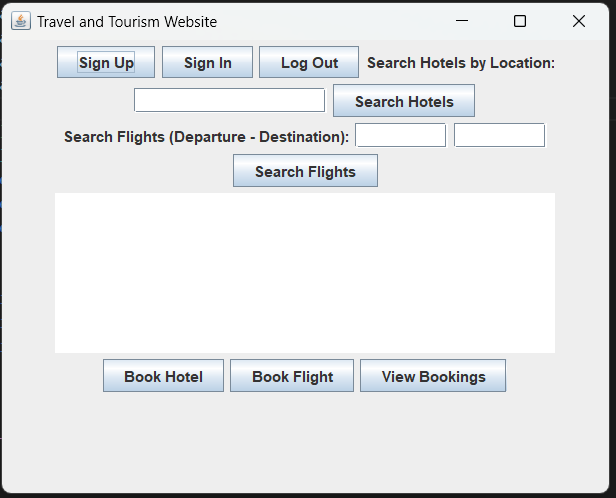 Travel and Tourism Website
Sign Up Sign In Log Out Search Hotels by Location:
Search Hotels
Search Flights (Departure - Destination):
Search Flights
Book Hotel Book Flight View Bookings